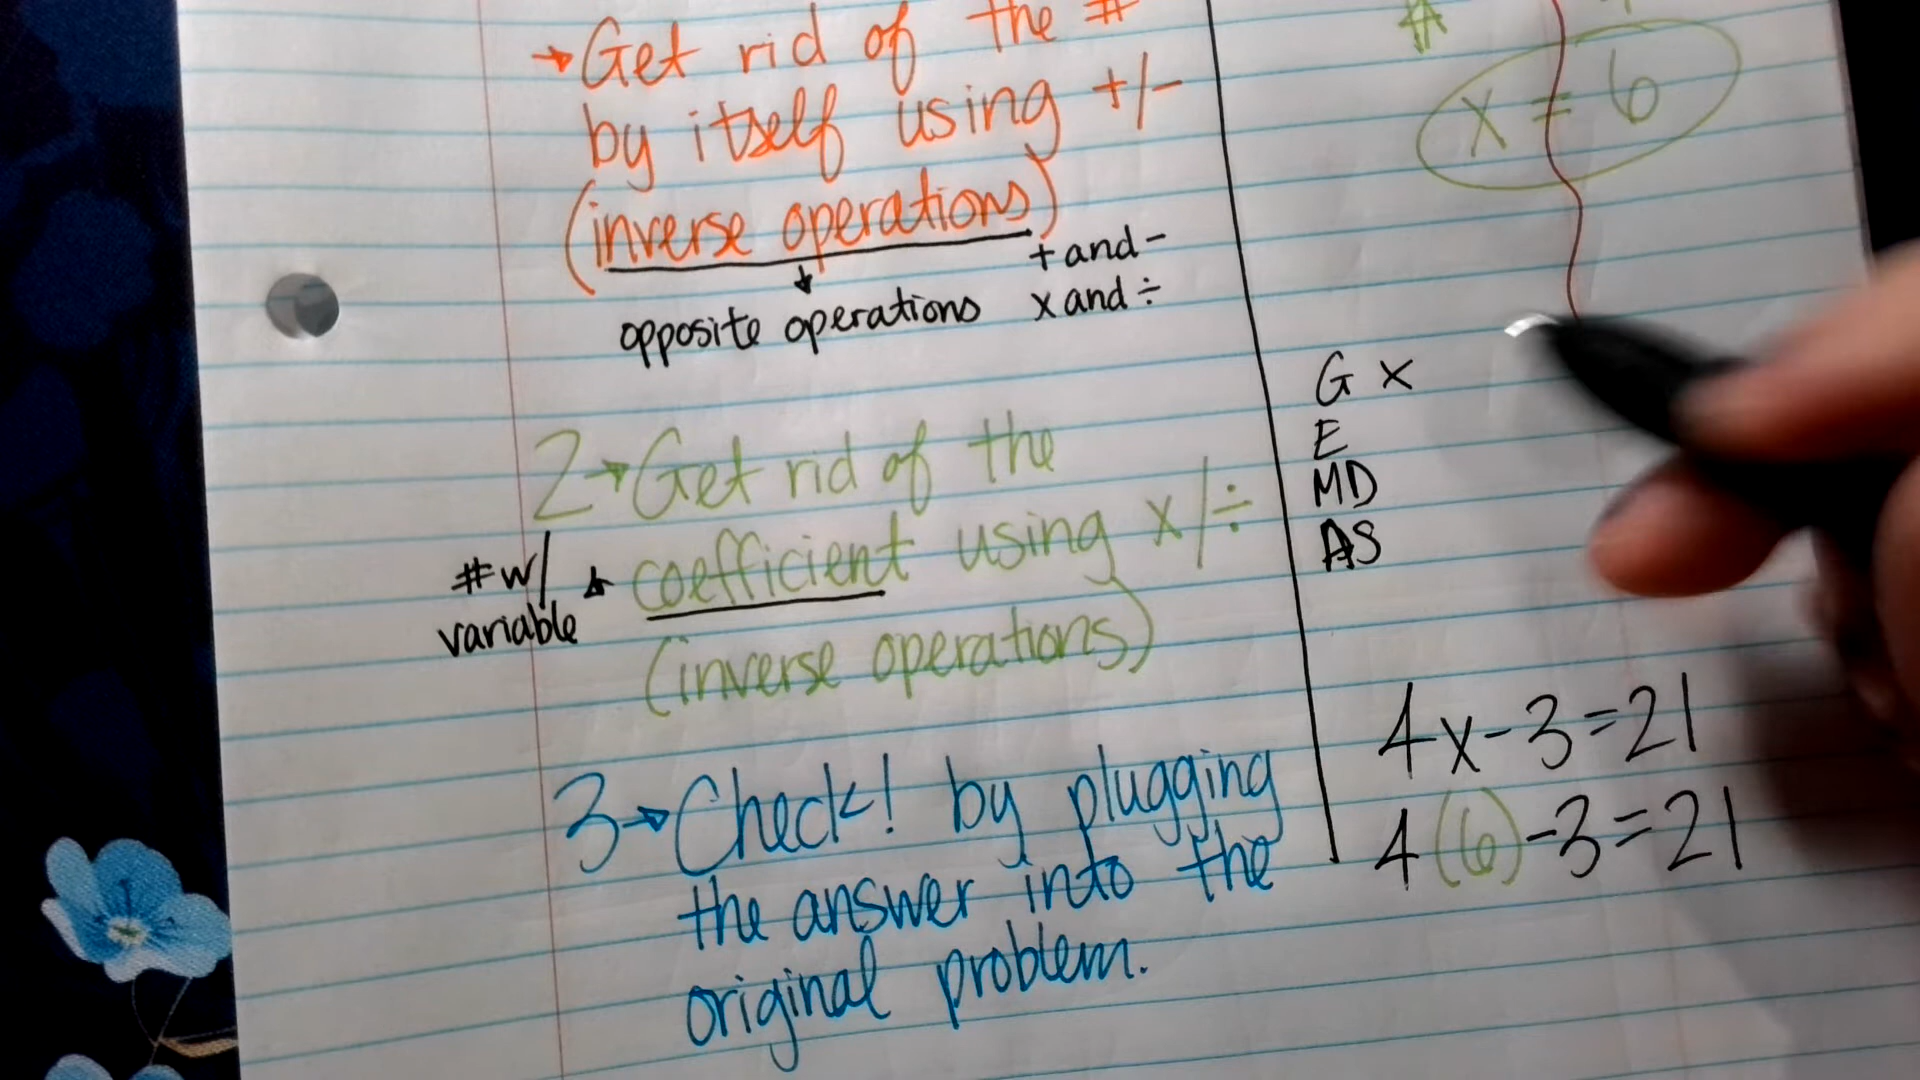 →Get rid of the #
by itself using +/-
(inverse operations)
+ and -
opposite operations x and ÷
2→Get rid of the
coefficient using x/÷
#w/
variable
(inverse operations)
3→Check! by plugging
the answer into the
original problem.
x = 6
G x
E
MD
AS
4x-3=21
4(6)-3=21